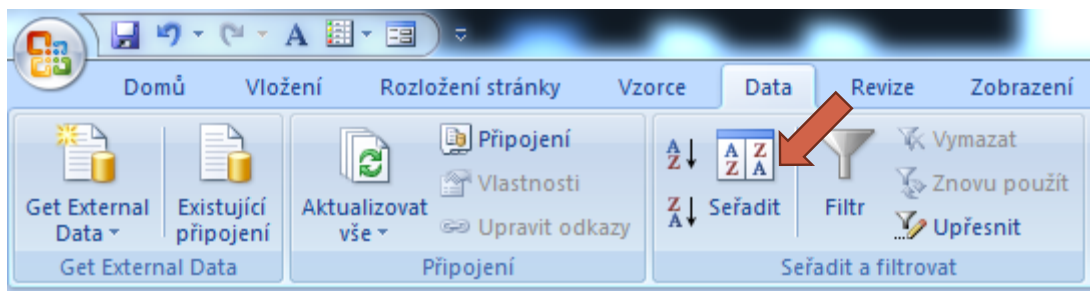 A
Domů Vložení Rozložení stránky Vzorce Data Revize Zobrazení
Get External
Data
Existující
připojení
Get External Data
Aktualizovat
vše
Připojení
Vlastnosti
Upravit odkazy
Připojení
A
Z
Z
A
A Z
Z A
Seřadit
Filtr
Vymazat
Znovu použít
Upřesnit
Seřadit a filtrovat